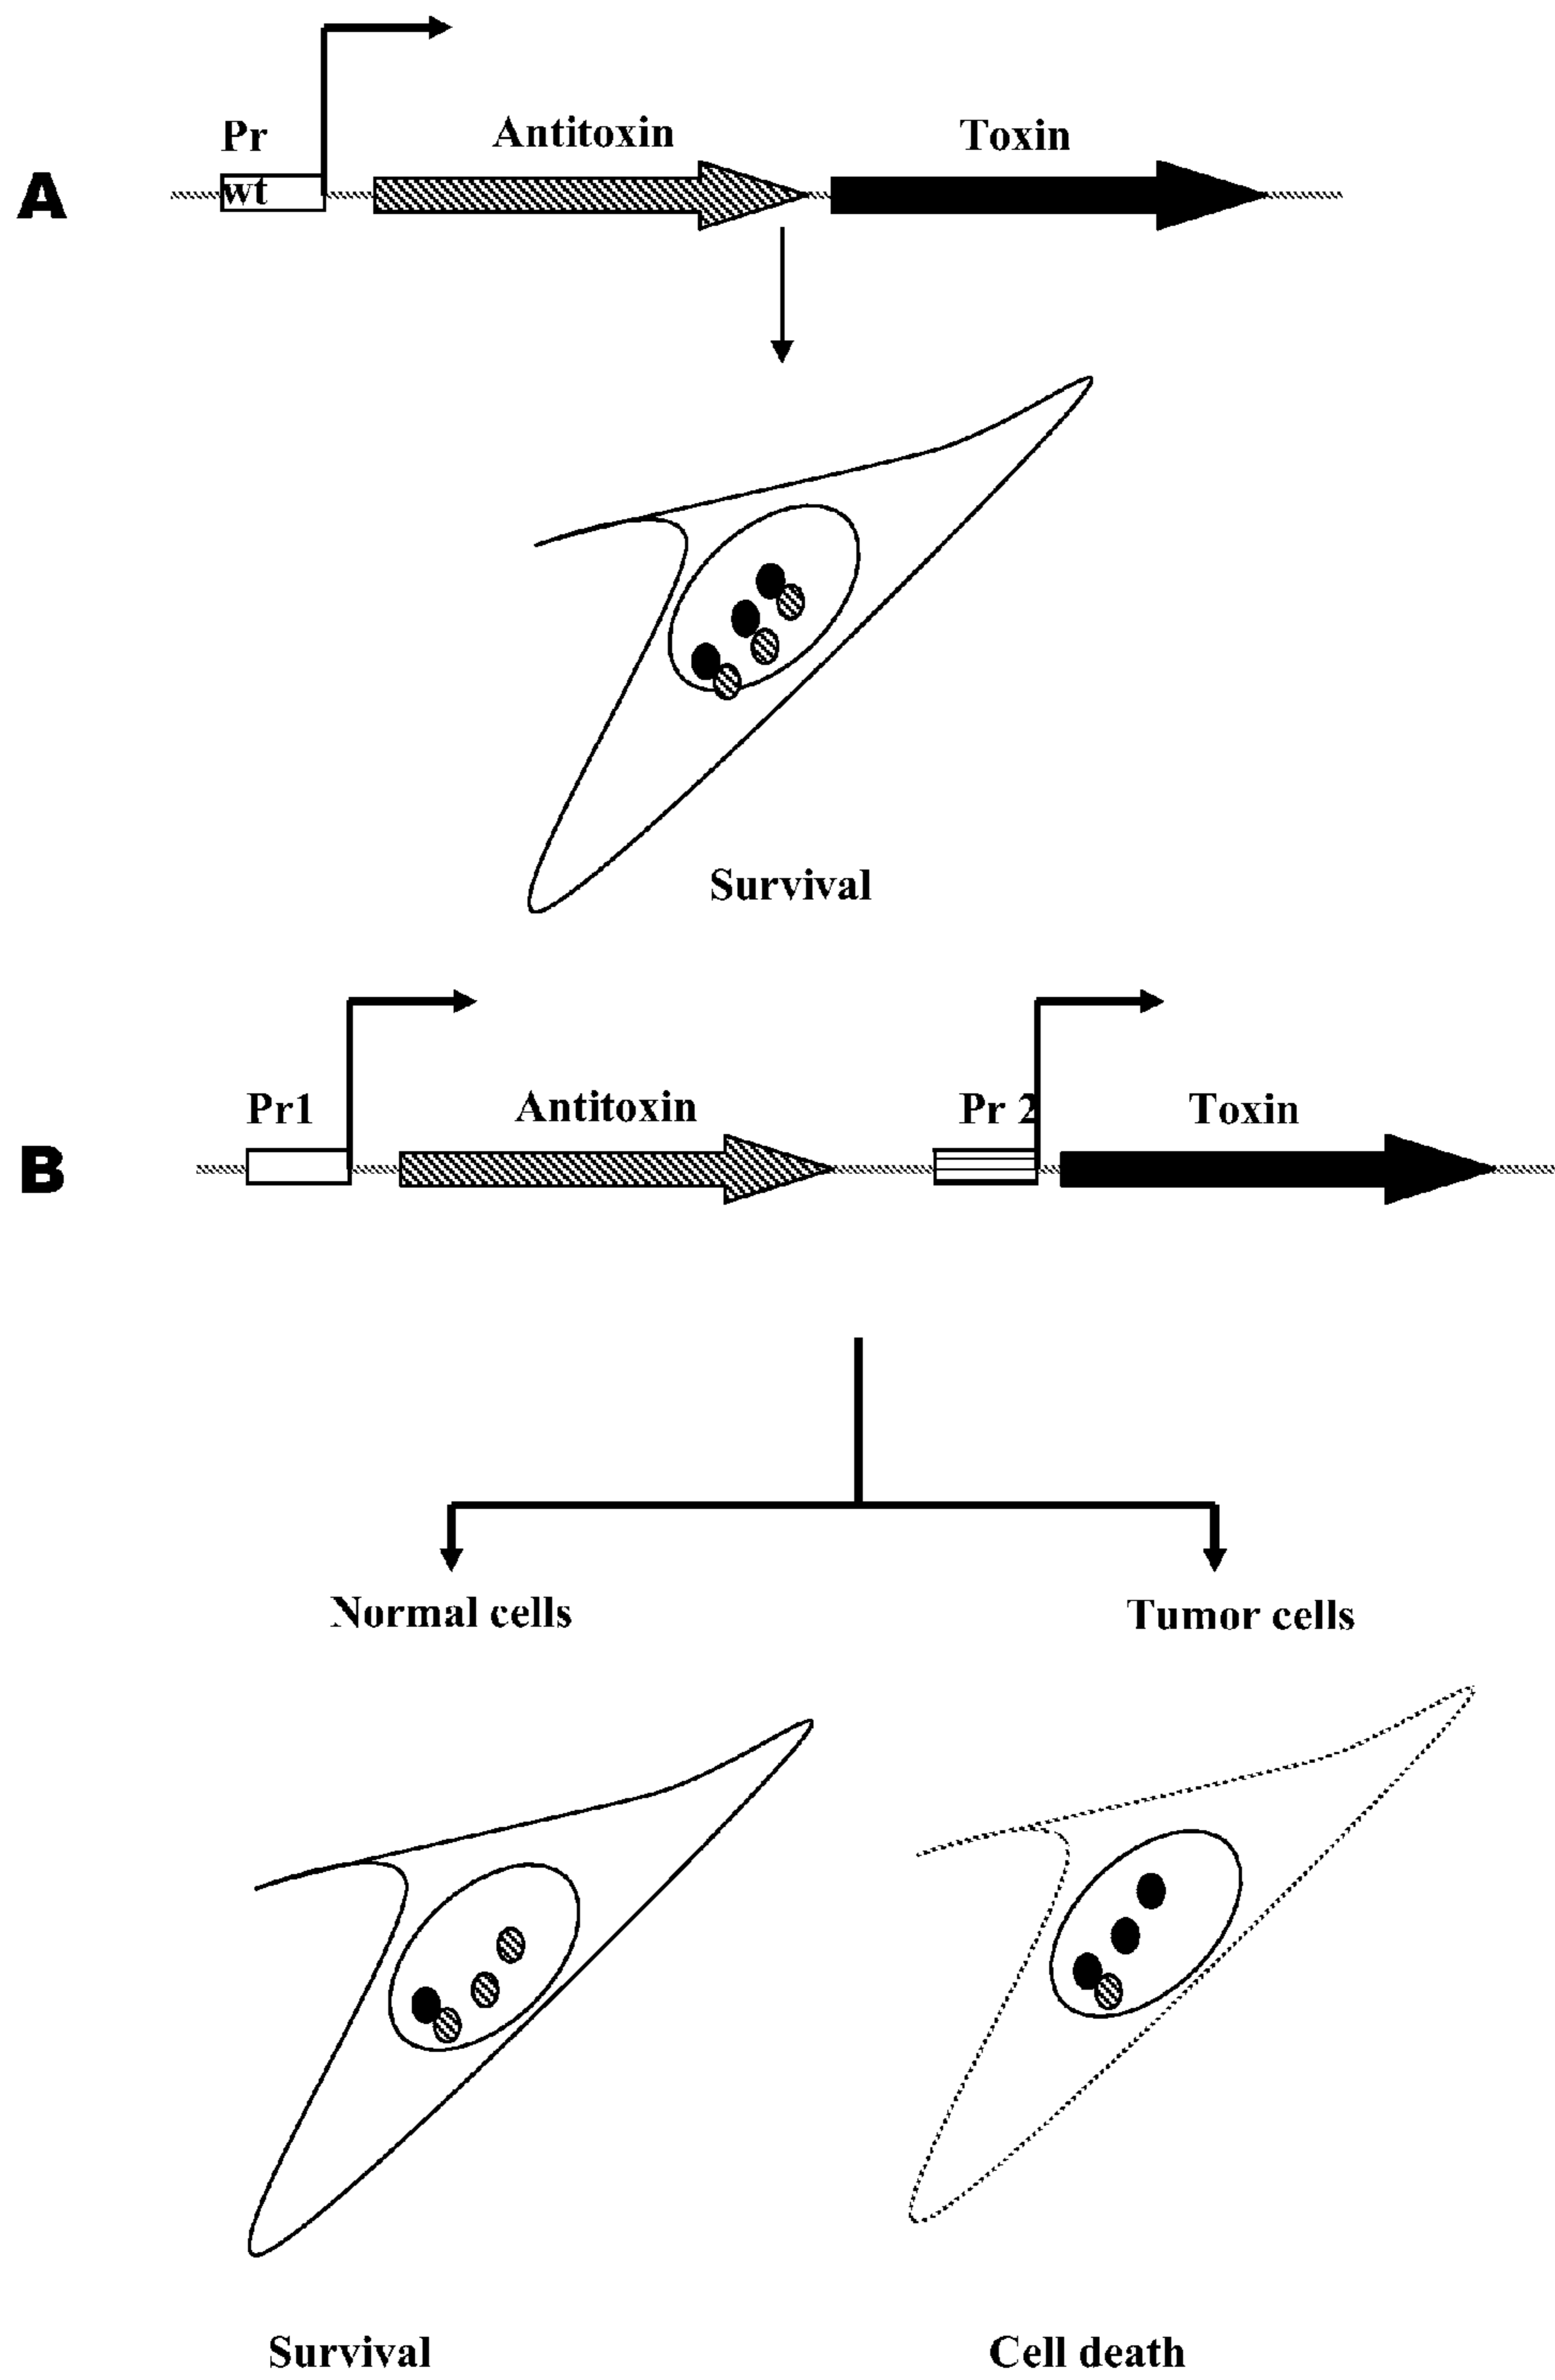 Pr
Antitoxin
Toxin
A
wt
Survival
Pr1
Antitoxin
Pr 2
Toxin
B
Normal cells
Tumor cells
Survival
Cell death